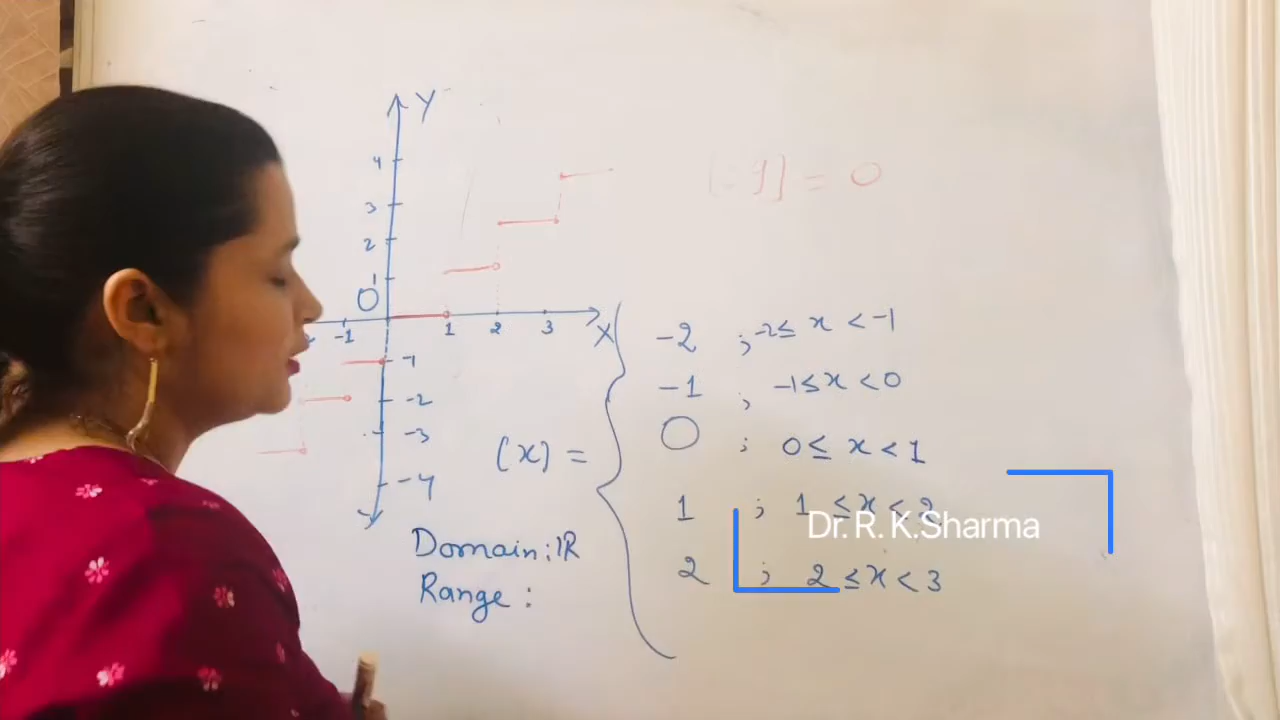 Y
4
3
2
1
O
-1
1 2 3
X
-1
-2
-3
-4
= 0
(x) =
-2 ; -2≤ x < -1
-1 ; -1≤x <0
0 ; 0≤ x<1
1 ; 1 ≤x< 2
2 ; 2 ≤x< 3
Domain: IR
Range :
Dr. R. K.Sharma